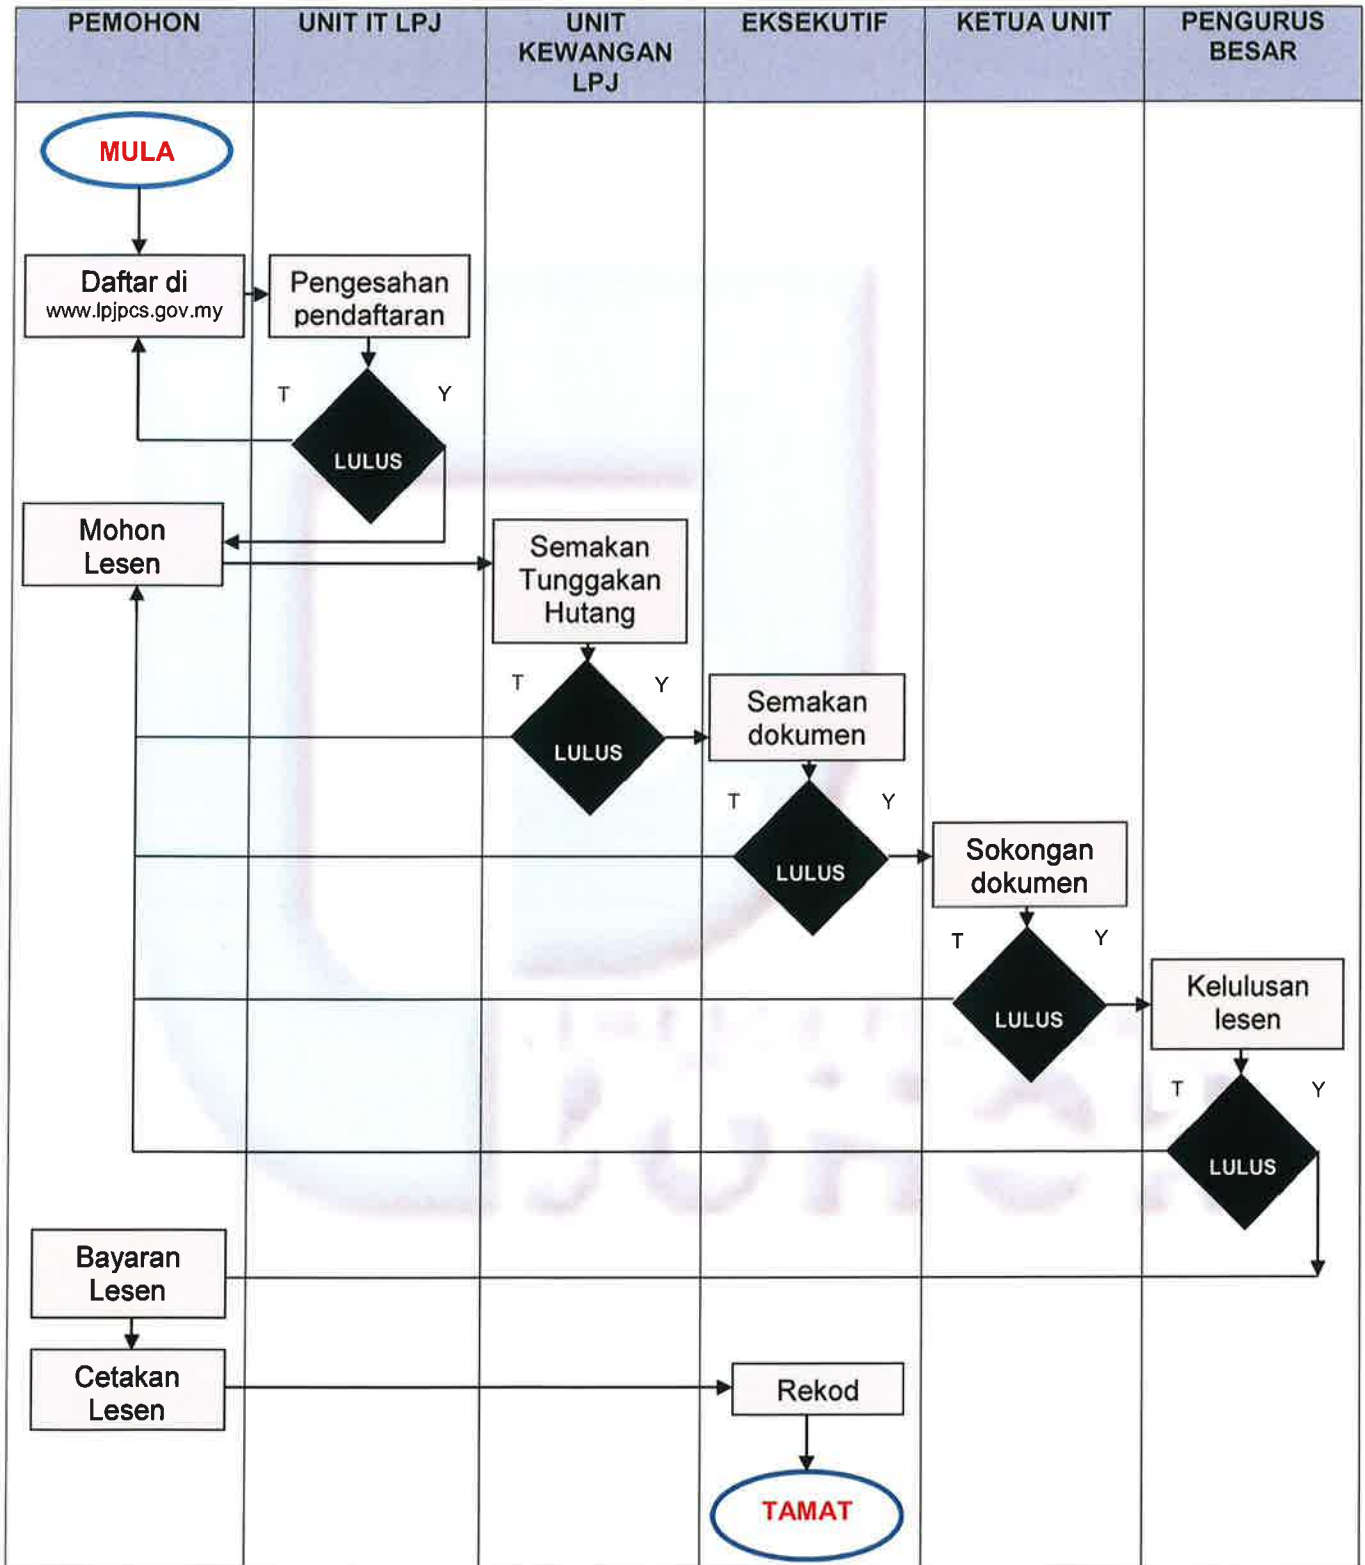 PEMOHON
UNIT IT LPJ
UNIT
KEWANGAN
LPJ
EKSEKUTIF
KETUA UNIT
PENGURUS
BESAR
MULA
Daftar di
www.lpjpcs.gov.my
Pengesahan
pendaftaran
T
Y
LULUS
Mohon
Lesen
Semakan
Tunggakan
Hutang
T
Y
LULUS
Semakan
dokumen
T
Y
LULUS
Sokongan
dokumen
T
Y
LULUS
Kelulusan
lesen
T
Y
LULUS
Bayaran
Lesen
Cetakan
Lesen
Rekod
TAMAT